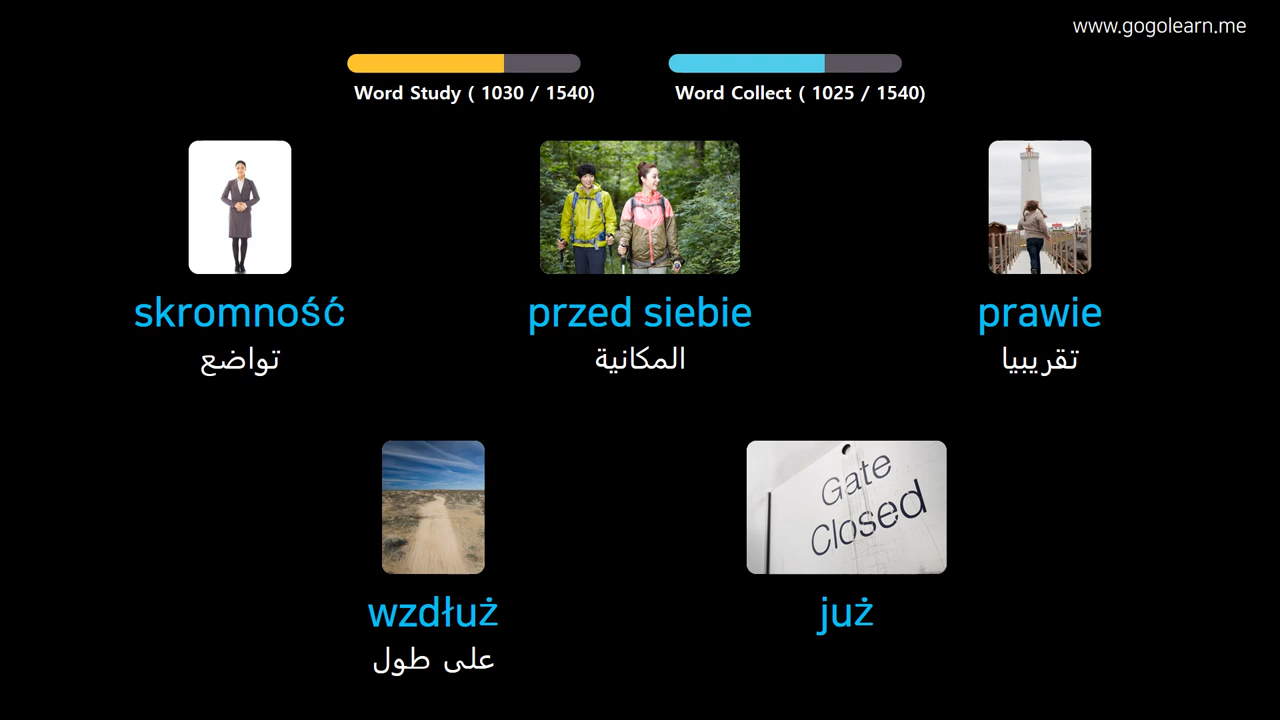 www.gogolearn.me
Word Study ( 1030 / 1540)
Word Collect ( 1025 / 1540)
skromność
تواضع
przed siebie
المكانية
prawie
تقريبيا
wzdłuż
على طول
Gate
Closed
już